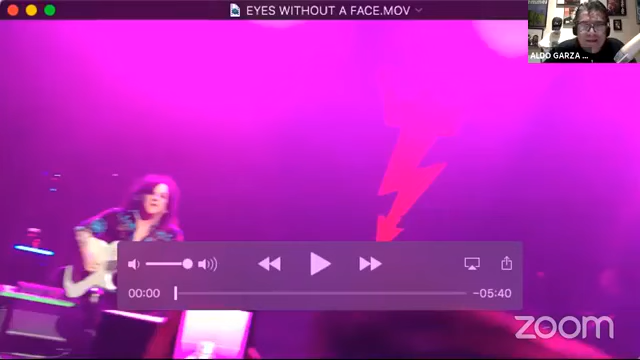 EYES WITHOUT A FACE.MOV
ALDO GARZA ...
00:00
-05:40
zoom